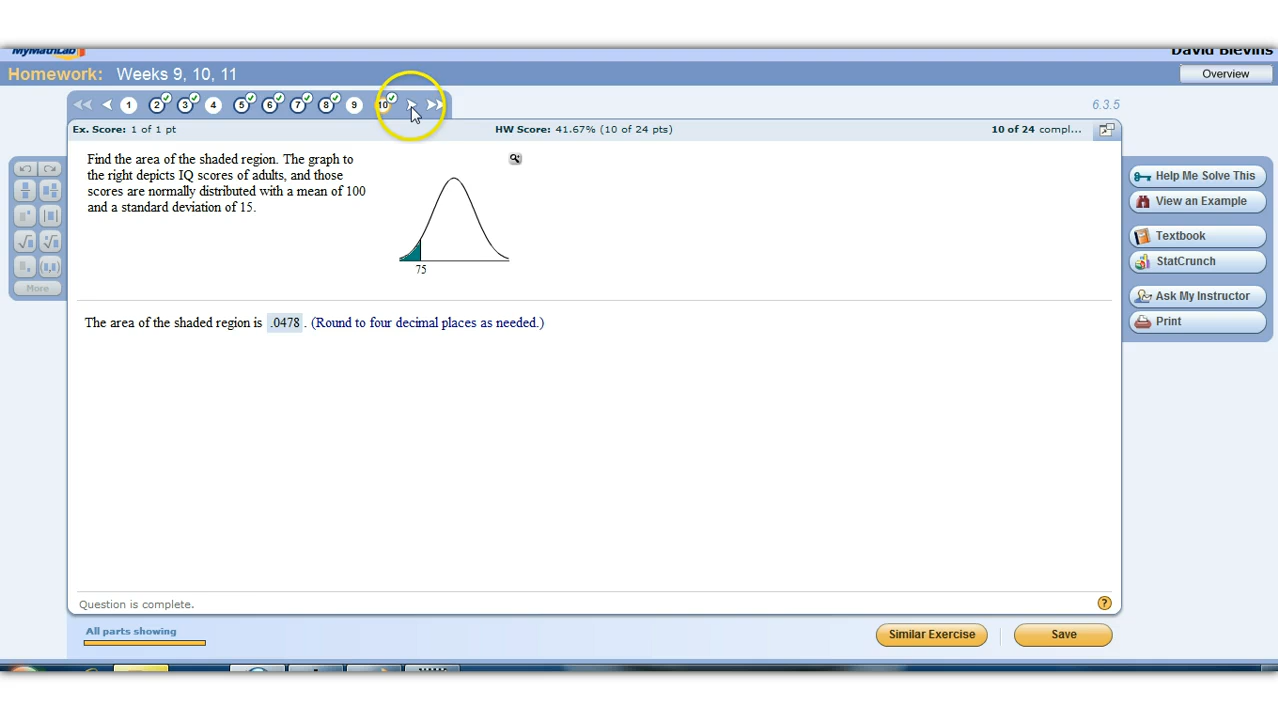 MyMathLab
David Blevins
Homework: Weeks 9, 10, 11
Overview
1 2 3 4 5 6 7 8 9 10
6.3.5
Ex. Score: 1 of 1 pt
HW Score: 41.67% (10 of 24 pts)
10 of 24 compl...
Find the area of the shaded region. The graph to
the right depicts IQ scores of adults, and those
scores are normally distributed with a mean of 100
and a standard deviation of 15.
75
The area of the shaded region is .0478 . (Round to four decimal places as needed.)
More
Help Me Solve This
View an Example
Textbook
StatCrunch
Ask My Instructor
Print
Question is complete.
?
All parts showing
Similar Exercise
Save